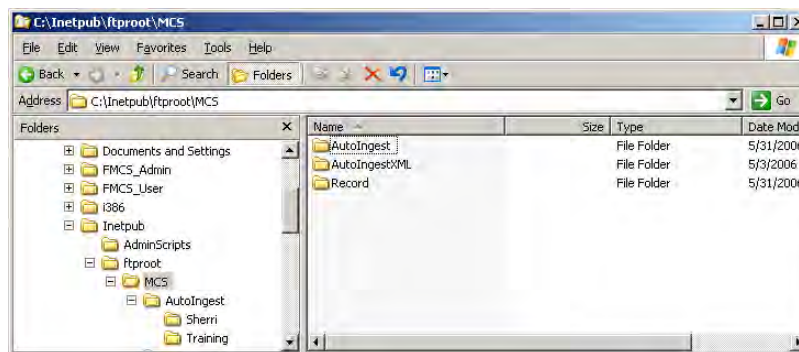 C:\Inetpub\ftproot\MCS
File Edit View Favorites Tools Help
Back Search Folders
Address C:\Inetpub\ftproot\MCS Go
Folders
Documents and Settings
FMCS_Admin
FMCS_User
i386
Inetpub
AdminScripts
ftproot
MCS
AutoIngest
Sherri
Training
Name Size Type Date Mod
AutoIngest File Folder 5/31/2006
AutoIngestXML File Folder 5/3/2006
Record File Folder 5/31/2006